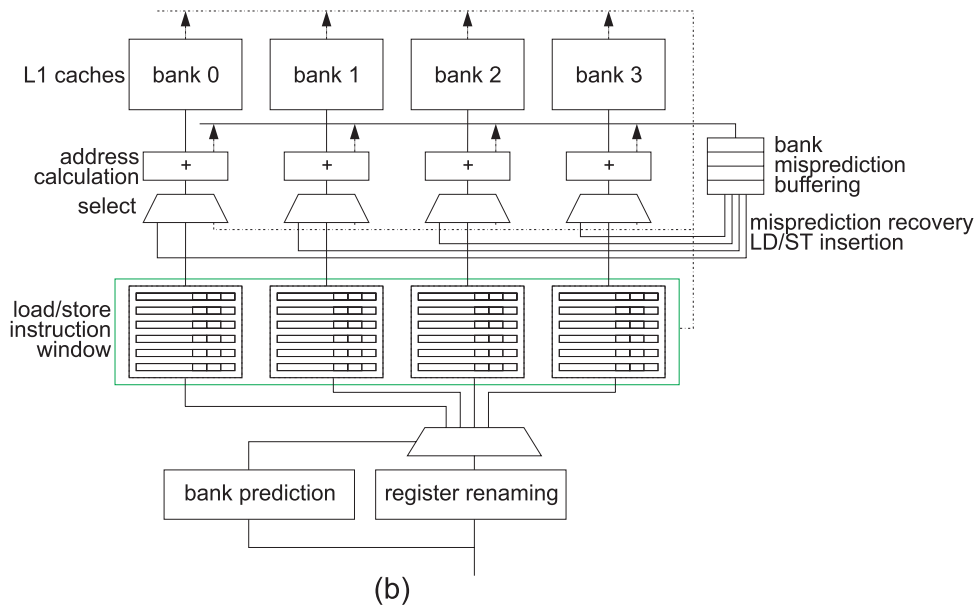 L1 caches
bank 0
bank 1
bank 2
bank 3
address
calculation
+
+
+
+
bank
misprediction
buffering
select
misprediction recovery
LD/ST insertion
load/store
instruction
window
bank prediction
register renaming
(b)